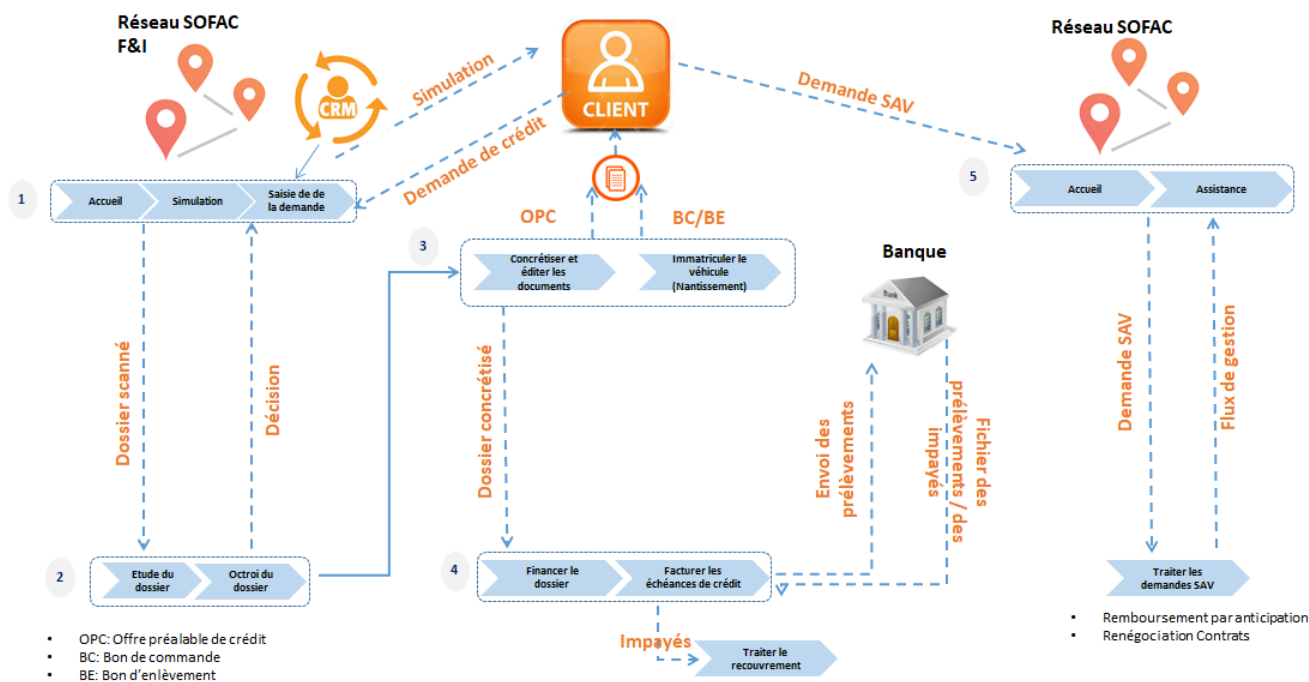 Réseau SOFAC
F&I
CRM
Simulation
Demande de crédit
CLIENT
Demande SAV
Réseau SOFAC
1
Accueil
Simulation
Saisie de de
la demande
5
Accueil
Assistance
OPC
BC/BE
3
Concrétiser et
éditer les
documents
Immatriculer le
véhicule
(Nantissement)
Banque
Bank
Dossier scanné
Décision
Dossier concrétisé
Envoi des
prélèvements
Fichier des
prélèvements / des
impayés
Demande SAV
Flux de gestion
2
Etude du
dossier
Octroi du
dossier
4
Financer le
dossier
Facturer les
échéances de crédit
Traiter les
demandes SAV
Impayés
Traiter le
recouvrement
• OPC: Offre préalable de crédit
• BC: Bon de commande
• BE: Bon d'enlèvement
• Remboursement par anticipation
• Renégociation Contrats